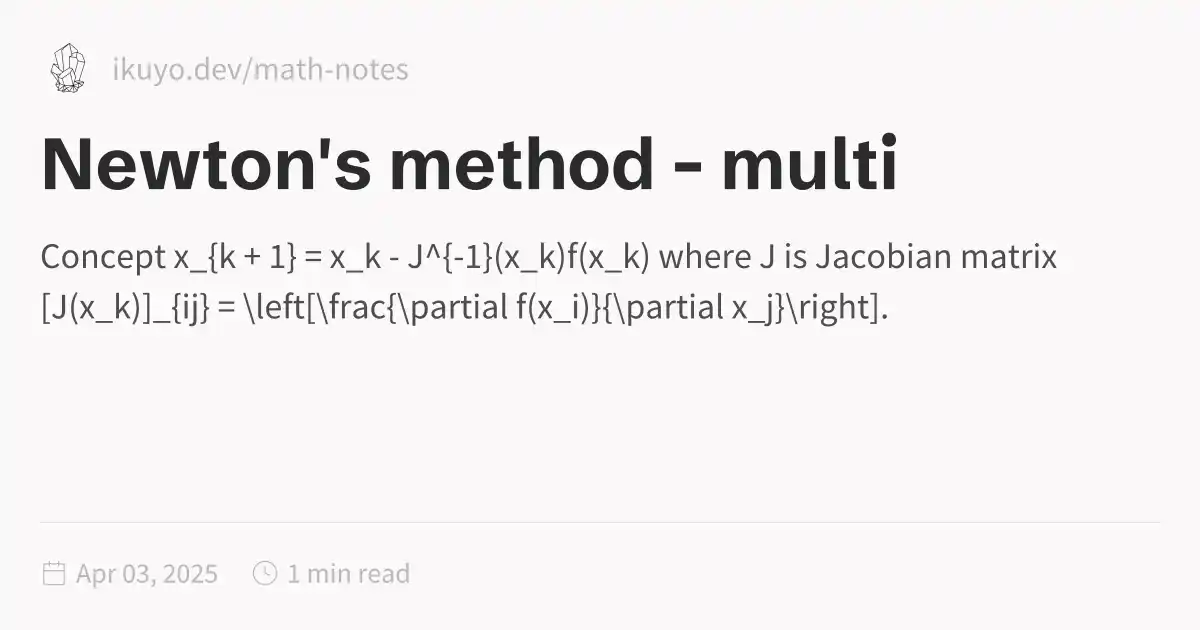 ikuyo.dev/math-notes
Newton's method - multi
Concept x_{k + 1} = x_k - J^{-1}(x_k)f(x_k) where J is Jacobian matrix
[J(x_k)]_{ij} = \left[\frac{\partial f(x_i)}{\partial x_j}\right].
Apr 03, 2025
1 min read